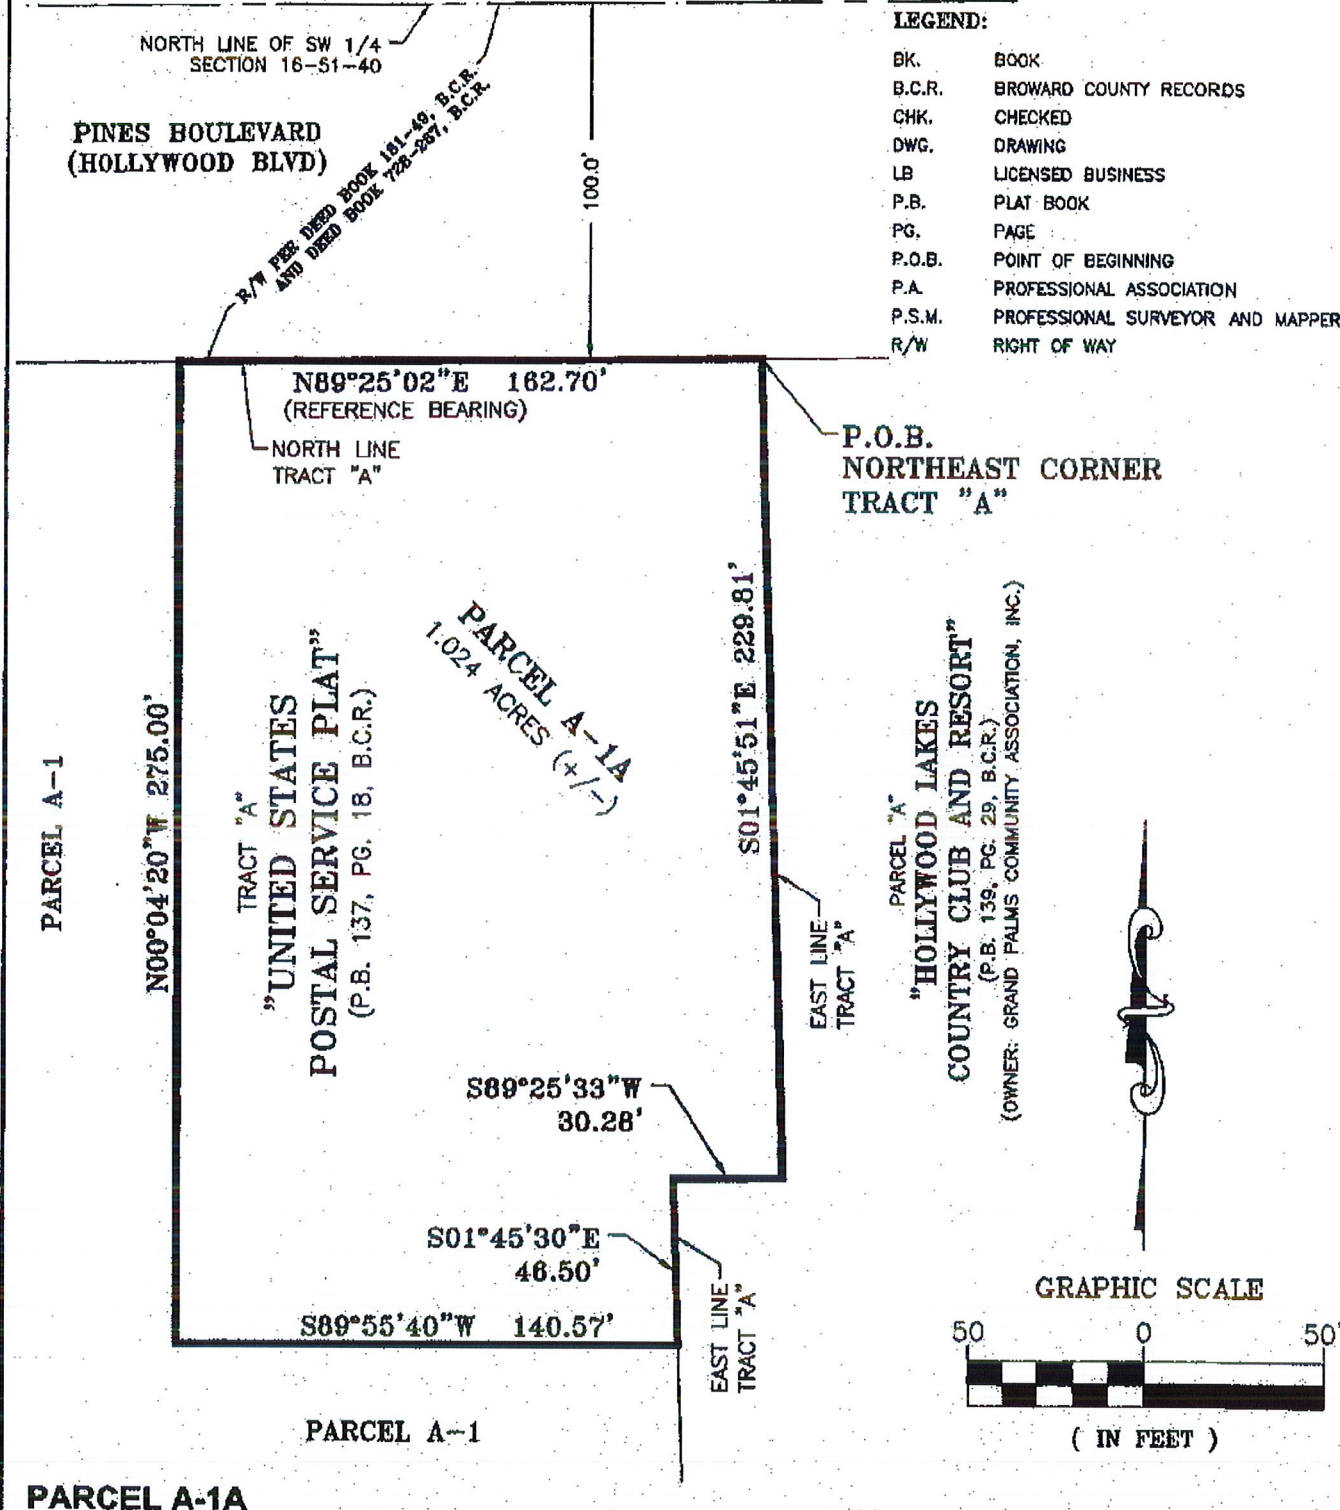 NORTH LINE OF SW 1/4
SECTION 16-51-40
PINES BOULEVARD
(HOLLYWOOD BLVD)
R/W PER DEED BOOK 181-49, B.C.R.
AND DEED BOOK 728-267, B.C.R.
100.0'
LEGEND:
BK. BOOK
B.C.R. BROWARD COUNTY RECORDS
CHK. CHECKED
DWG. DRAWING
LB LICENSED BUSINESS
P.B. PLAT BOOK
PG. PAGE
P.O.B. POINT OF BEGINNING
P.A. PROFESSIONAL ASSOCIATION
P.S.M. PROFESSIONAL SURVEYOR AND MAPPER
R/W RIGHT OF WAY
N89°25'02"E 162.70'
(REFERENCE BEARING)
NORTH LINE
TRACT "A"
P.O.B.
NORTHEAST CORNER
TRACT "A"
PARCEL A-1A
1.024 ACRES (+/-)
S01°45'51"E 229.81'
PARCEL A-1
N00°04'20"W 275.00'
TRACT "A"
"UNITED STATES
POSTAL SERVICE PLAT"
(P.B. 137, PG. 18, B.C.R.)
EAST LINE
TRACT "A"
PARCEL "A"
"HOLLYWOOD LAKES
COUNTRY CLUB AND RESORT"
(P.B. 139, PG. 29, B.C.R.)
(OWNER: GRAND PALMS COMMUNITY ASSOCIATION, INC.)
S89°25'33"W
30.28'
S01°45'30"E
46.50'
EAST LINE
TRACT "A"
S89°55'40"W 140.57'
GRAPHIC SCALE
50 0 50'
( IN FEET )
PARCEL A-1
PARCEL A-1A